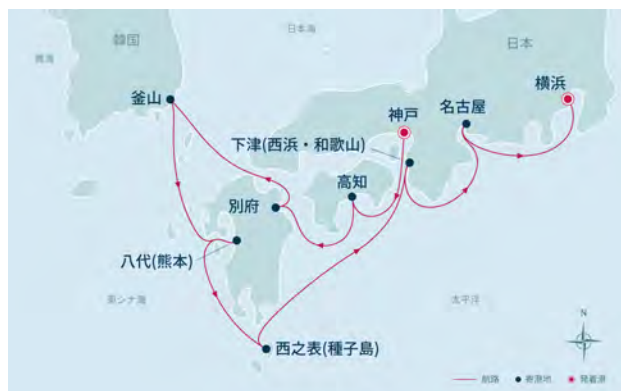 韓国
日本海
日本
黄海
釜山
神戸
名古屋
横浜
下津(西浜・和歌山)
高知
別府
八代(熊本)
東シナ海
太平洋
西之表(種子島)
N
航路
寄港地
発着港